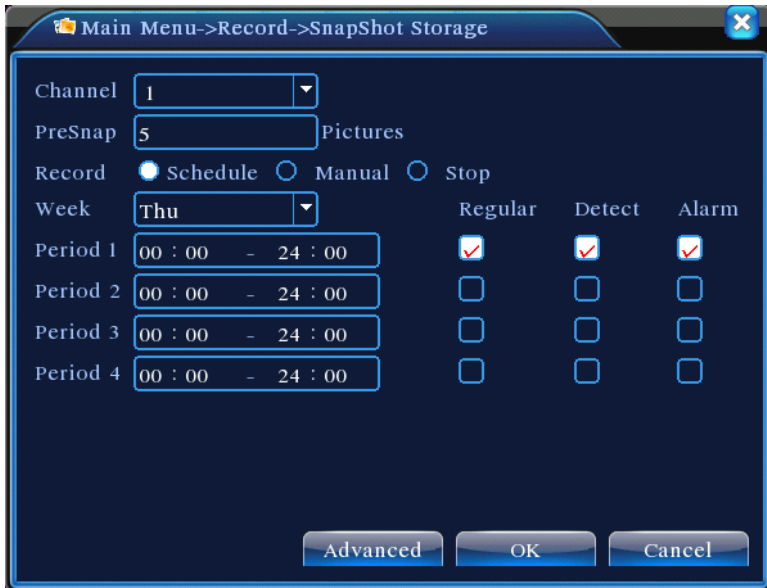 Main Menu->Record->SnapShot Storage
Channel 1
PreSnap 5 Pictures
Record Schedule Manual Stop
Week Thu Regular Detect Alarm
Period 1 00 : 00 - 24 : 00
Period 2 00 : 00 - 24 : 00
Period 3 00 : 00 - 24 : 00
Period 4 00 : 00 - 24 : 00
Advanced OK Cancel